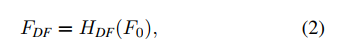 F_{DF} = H_{DF}(F_0), (2)